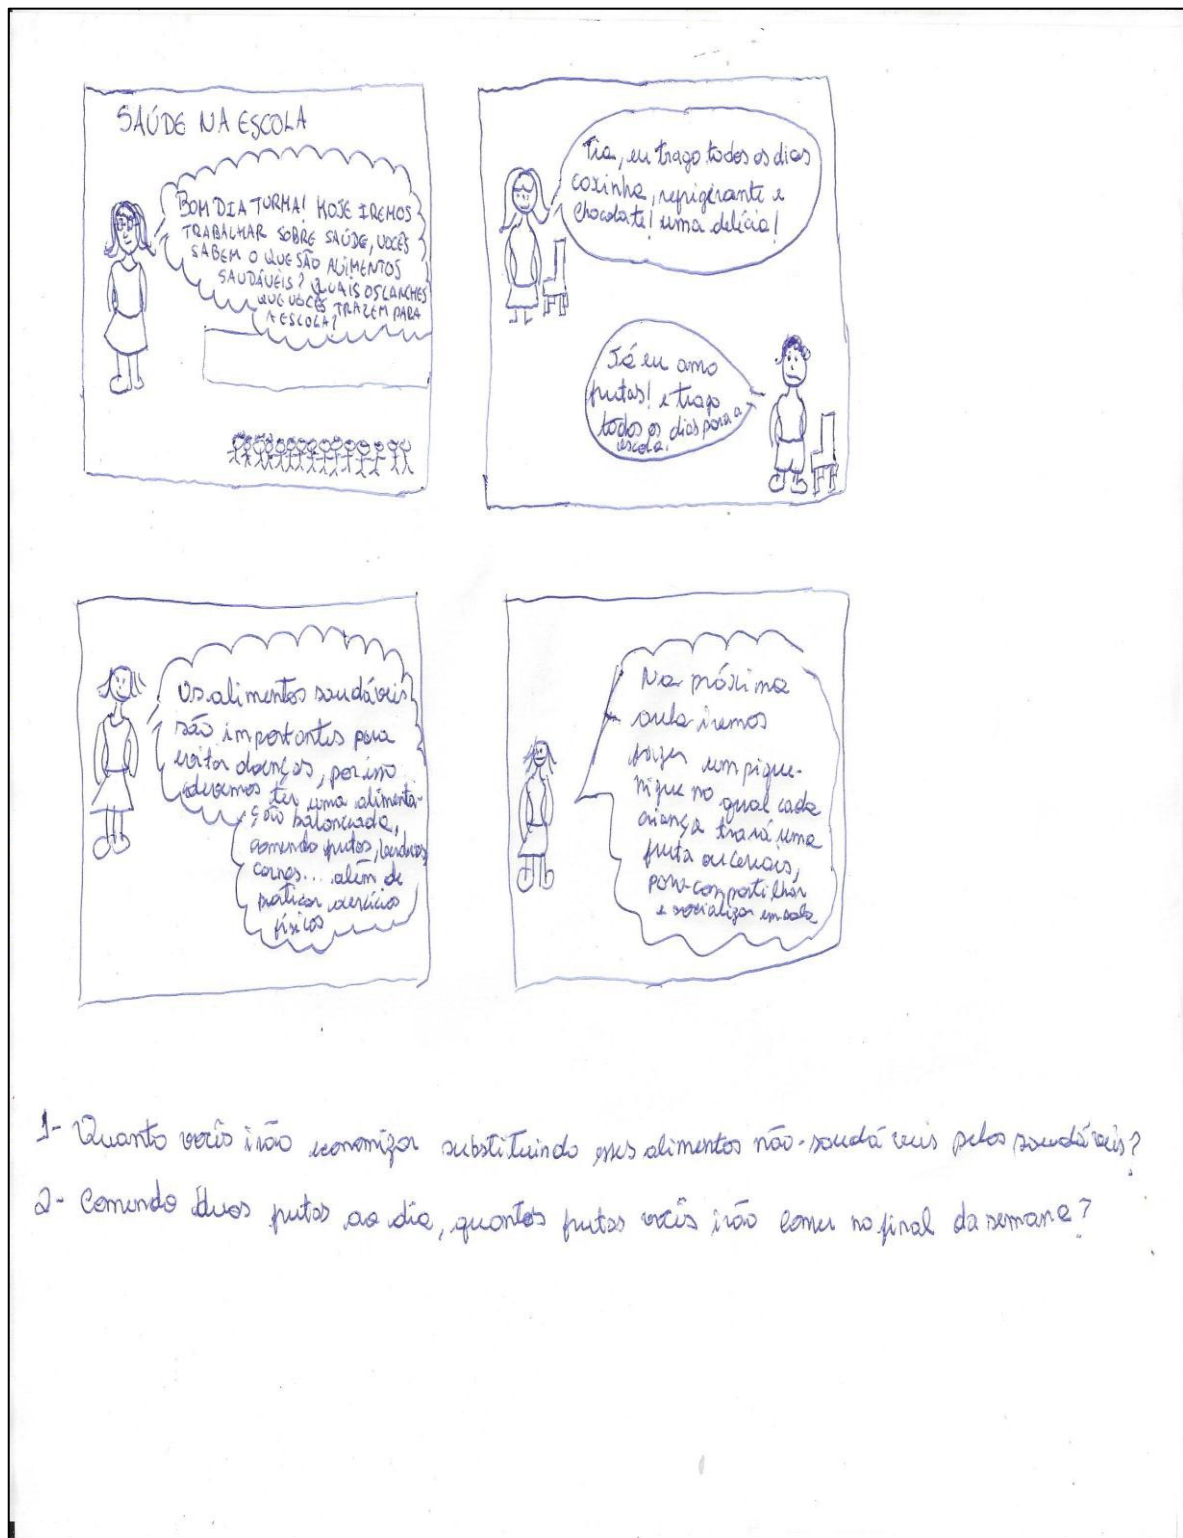 SAÚDE NA ESCOLA
BOM DIA TURMA! HOJE IREMOS
TRABALHAR SOBRE SAÚDE, VOCÊS
SABEM O QUE SÃO ALIMENTOS
SAUDÁVEIS? QUAIS OS LANCHES
QUE VOCÊS TRAZEM PARA
A ESCOLA?
Tia, eu trago todos os dias
coxinha, refrigirante e
chocolate! uma delícia!
Já eu amo
frutas! e trago
todos os dias para a
escola.
Os alimentos saudáveis
são importantes para
evitar doenças, por isso
devemos ter uma alimenta-
ção balanceada,
comendo frutas, verduras,
carnes... além de
praticar exercícios
físicos
Na próxima
aula iremos
fazer um pique-
nique no qual cada
criança trará uma
fruta ou cereais,
para compartilhar
e socializar em sala
1- Quanto vocês irão economizar substituindo esses alimentos não-saudáveis pelos saudáveis?
2- Comendo duas frutas ao dia, quantas frutas vocês irão comer no final da semana?